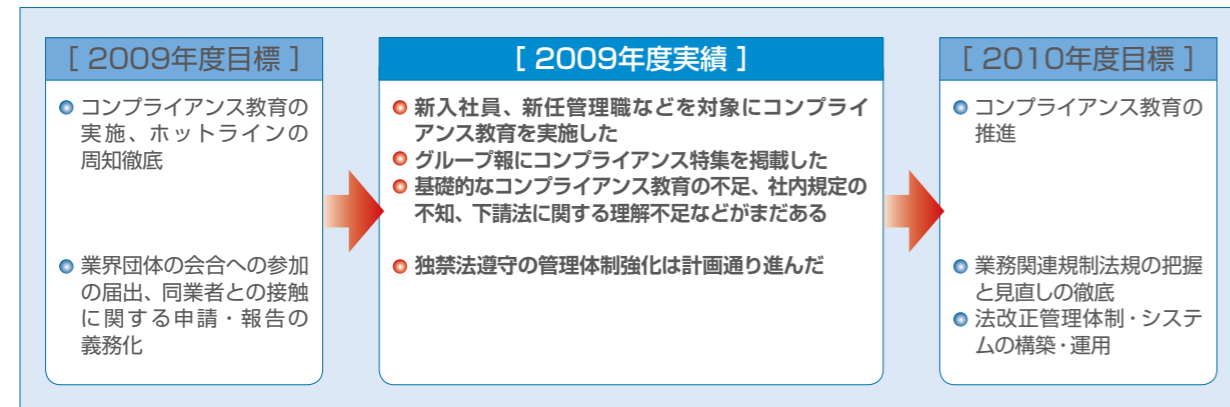 [ 2009年度目標 ]
コンプライアンス教育の
実施、ホットラインの
周知徹底
業界団体の会合への参加
の届出、同業者との接触
に関する申請・報告の
義務化
[ 2009年度実績 ]
新入社員、新任管理職などを対象にコンプライ
アンス教育を実施した
グループ報にコンプライアンス特集を掲載した
基礎的なコンプライアンス教育の不足、社内規定の
不知、下請法に関する理解不足などがまだある
独禁法遵守の管理体制強化は計画通り進んだ
[ 2010年度目標 ]
コンプライアンス教育の
推進
業務関連規制法規の把握
と見直しの徹底
法改正管理体制・システ
ムの構築・運用